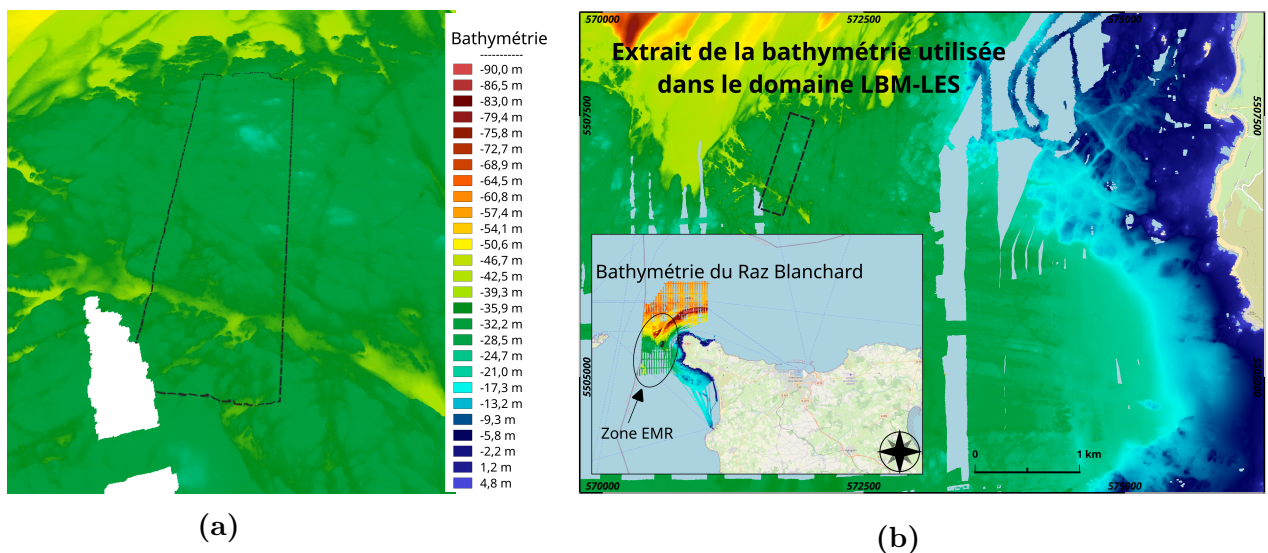 Bathymétrie
-----------
-90,0 m
-86,5 m
-83,0 m
-79,4 m
-75,8 m
-72,7 m
-68,9 m
-64,5 m
-60,8 m
-57,4 m
-54,1 m
-50,6 m
-46,7 m
-42,5 m
-39,3 m
-35,9 m
-32,2 m
-28,5 m
-24,7 m
-21,0 m
-17,3 m
-13,2 m
-9,3 m
-5,8 m
-2,2 m
1,2 m
4,8 m
(a)
570000
572500
575000
Extrait de la bathymétrie utilisée
dans le domaine LBM-LES
5507500
5507500
Bathymétrie du Raz Blanchard
Zone EMR
5505000
5505000
0
1 km
570000
572500
575000
(b)